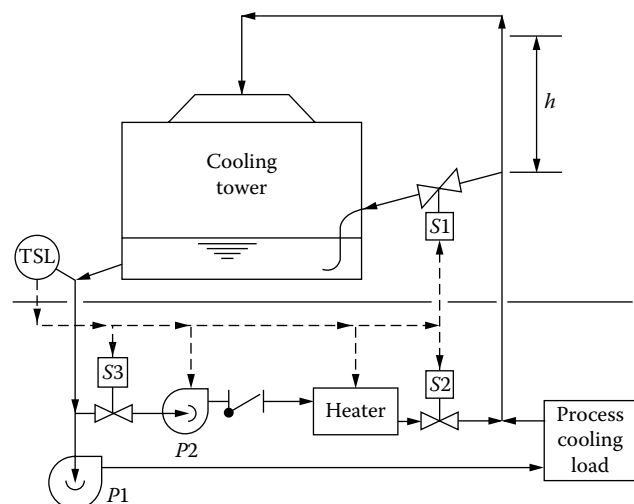 h
Cooling
tower
S1
TSL
S3
S2
Heater
P2
Process
cooling
load
P1